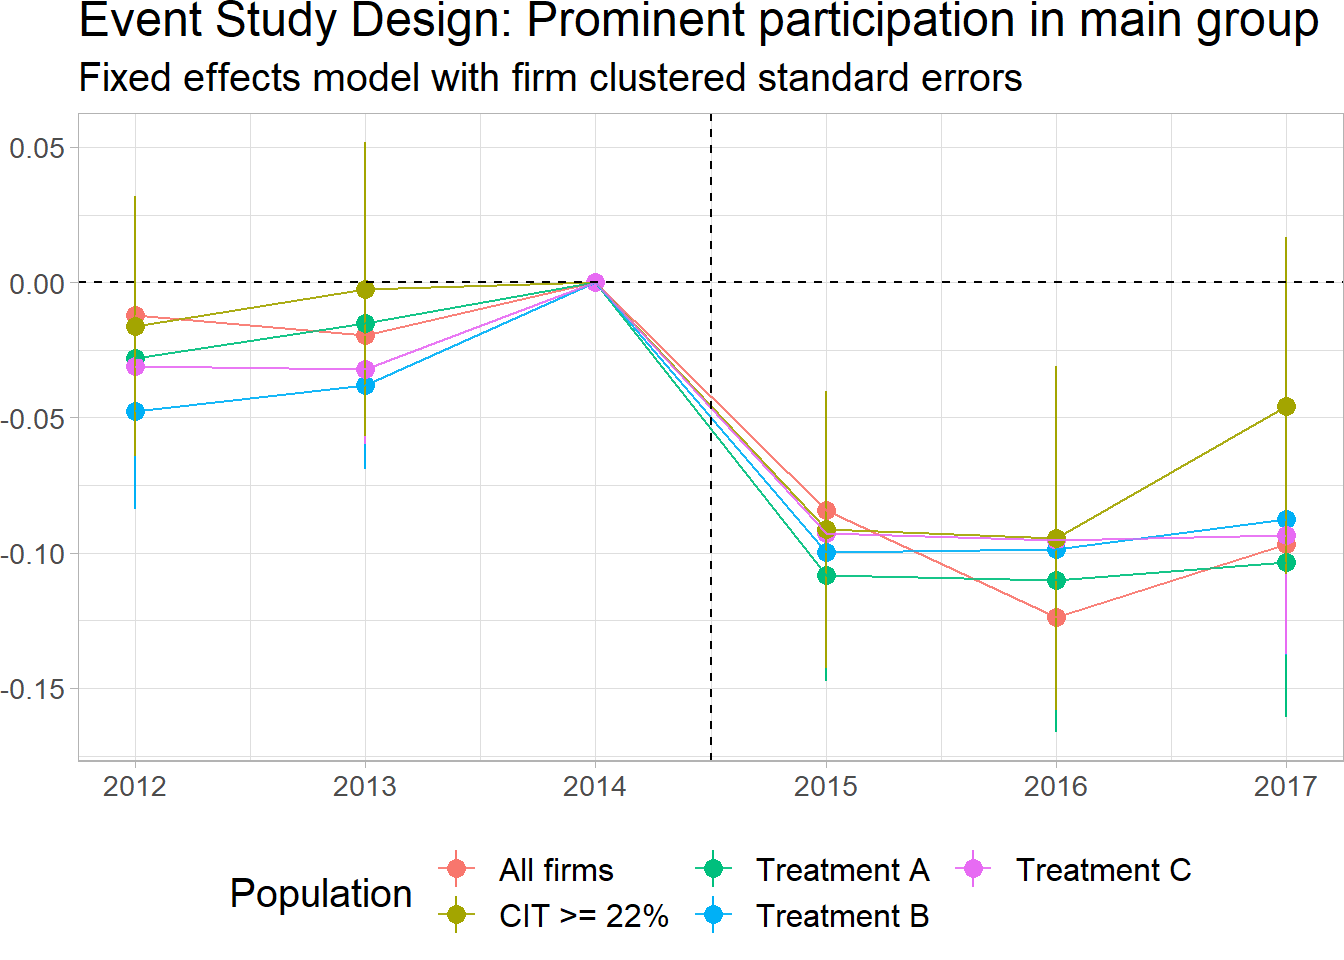 Event Study Design: Prominent participation in main group
Fixed effects model with firm clustered standard errors
0.05
0.00
-0.05
-0.10
-0.15
2012 2013 2014 2015 2016 2017
Population
All firms Treatment A Treatment C
CIT >= 22% Treatment B